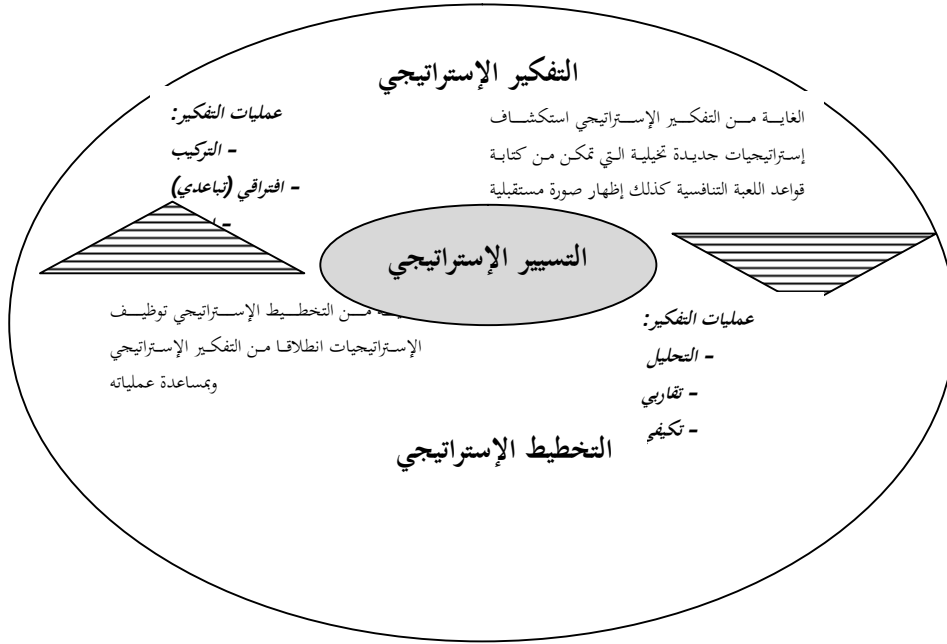 التفكير الإستراتيجي
الغاية من التفكير الإستراتيجي استكشاف
إستراتيجيات جديدة تخيلية التي تمكن من كتابة
قواعد اللعبة التنافسية كذلك إظهار صورة مستقبلية
عمليات التفكير:
- التركيب
- افتراقي (تباعدي)
-
التسيير الإستراتيجي
من التخطيط الإستراتيجي توظيف
الإستراتيجيات انطلاقا من التفكير الإستراتيجي
وبمساعدة عملياته
عمليات التفكير:
- التحليل
- تقاربي
- تكيفي
التخطيط الإستراتيجي